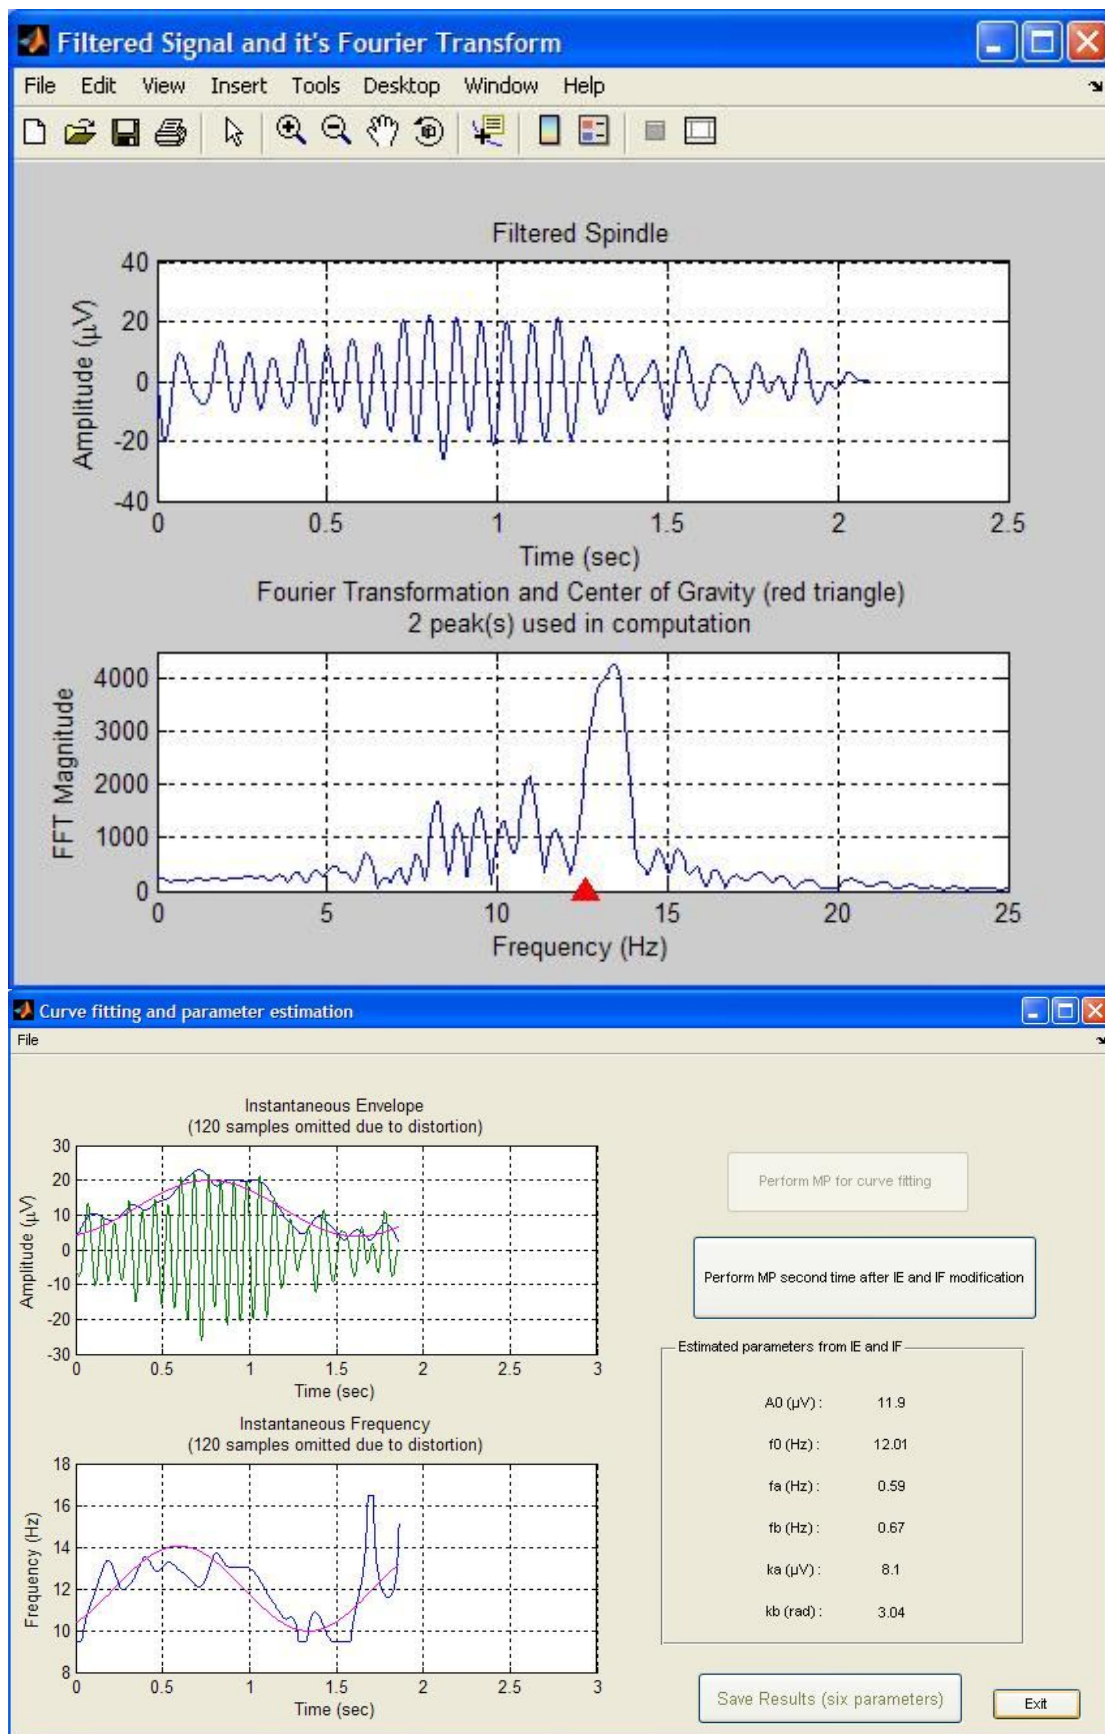 Filtered Signal and it's Fourier Transform
File Edit View Insert Tools Desktop Window Help
Filtered Spindle
40
20
0
-20
-40
Amplitude (µV)
0 0.5 1 1.5 2 2.5
Time (sec)
Fourier Transformation and Center of Gravity (red triangle)
2 peak(s) used in computation
4000
3000
2000
1000
0
FFT Magnitude
0 5 10 15 20 25
Frequency (Hz)
Curve fitting and parameter estimation
File
Instantaneous Envelope
(120 samples omitted due to distortion)
30
20
10
0
-10
-20
-30
Amplitude (µV)
0 0.5 1 1.5 2 2.5 3
Time (sec)
Instantaneous Frequency
(120 samples omitted due to distortion)
18
16
14
12
10
8
Frequency (Hz)
0 0.5 1 1.5 2 2.5 3
Time (sec)
Perform MP for curve fitting
Perform MP second time after IE and IF modification
Estimated parameters from IE and IF
A0 (µV) : 11.9
f0 (Hz) : 12.01
fa (Hz) : 0.59
fb (Hz) : 0.67
ka (µV) : 8.1
kb (rad) : 3.04
Save Results (six parameters)
Exit